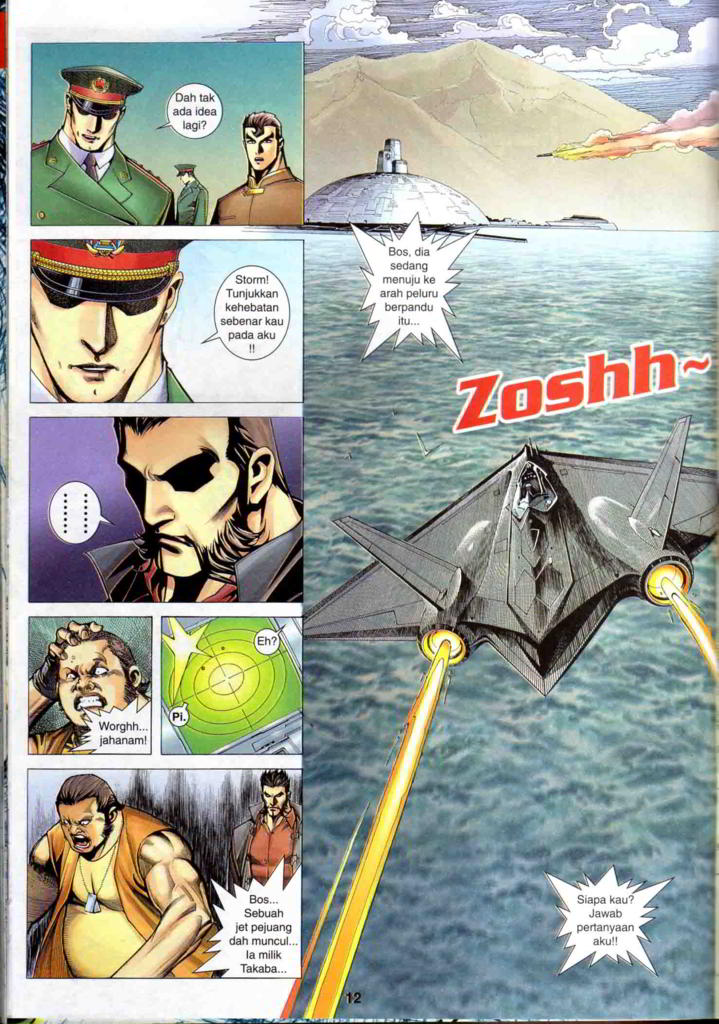 Dah tak
ada idea
lagi?
Storm!
Tunjukkan
kehebatan
sebenar kau
pada aku
!!
Worghh...
jahanam!
Eh?
Pi.
Bos...
Sebuah
jet pejuang
dah muncul...
Ia milik
Takaba...
Bos, dia
sedang
menuju ke
arah peluru
berpandu
itu...
Zoshh~
Siapa kau?
Jawab
pertanyaan
aku!!
12